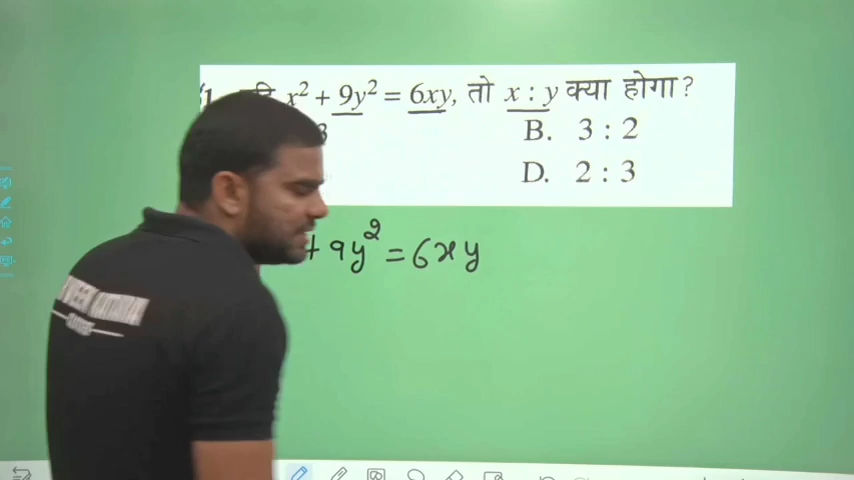 x² + 9y² = 6xy, तो x : y क्या होगा?
B. 3 : 2
D. 2 : 3
+ 9y² = 6xy